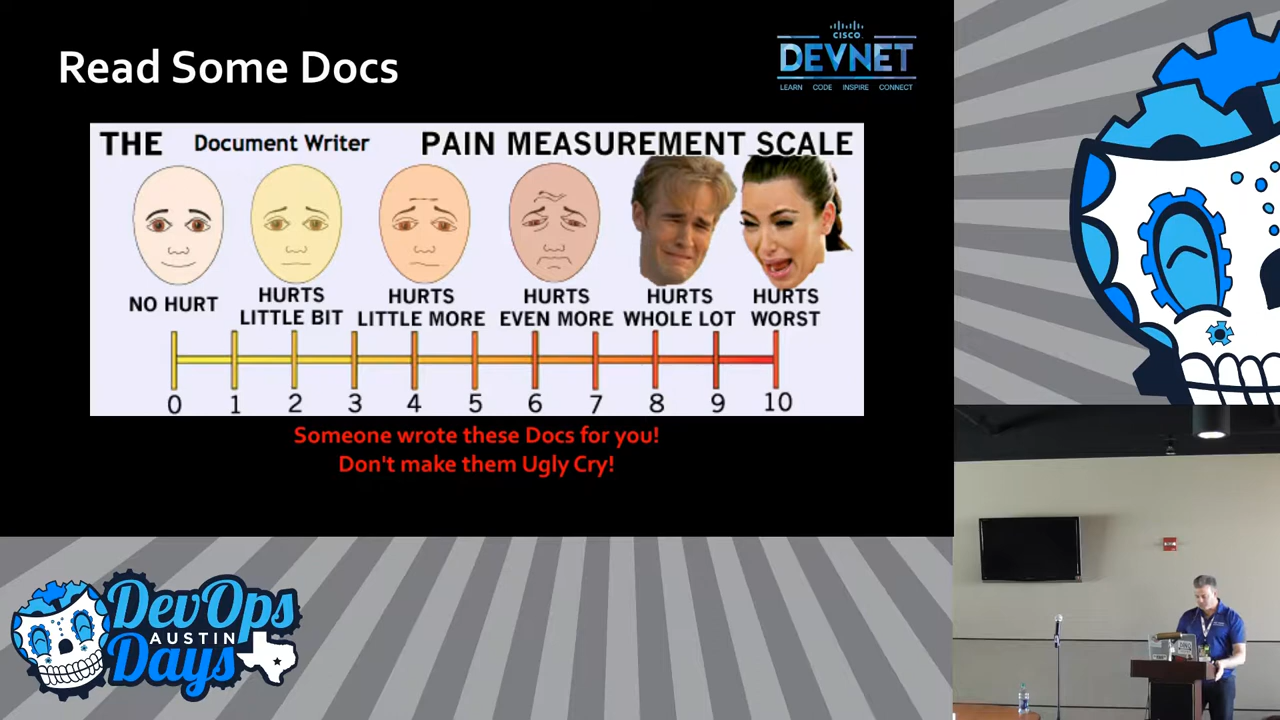 Read Some Docs
CISCO
DEVNET
LEARN CODE INSPIRE CONNECT
THE Document Writer PAIN MEASUREMENT SCALE
NO HURT
HURTS
LITTLE BIT
HURTS
LITTLE MORE
HURTS
EVEN MORE
HURTS
WHOLE LOT
HURTS
WORST
0 1 2 3 4 5 6 7 8 9 10
Someone wrote these Docs for you!
Don't make them Ugly Cry!
DevOps
AUSTIN
Days